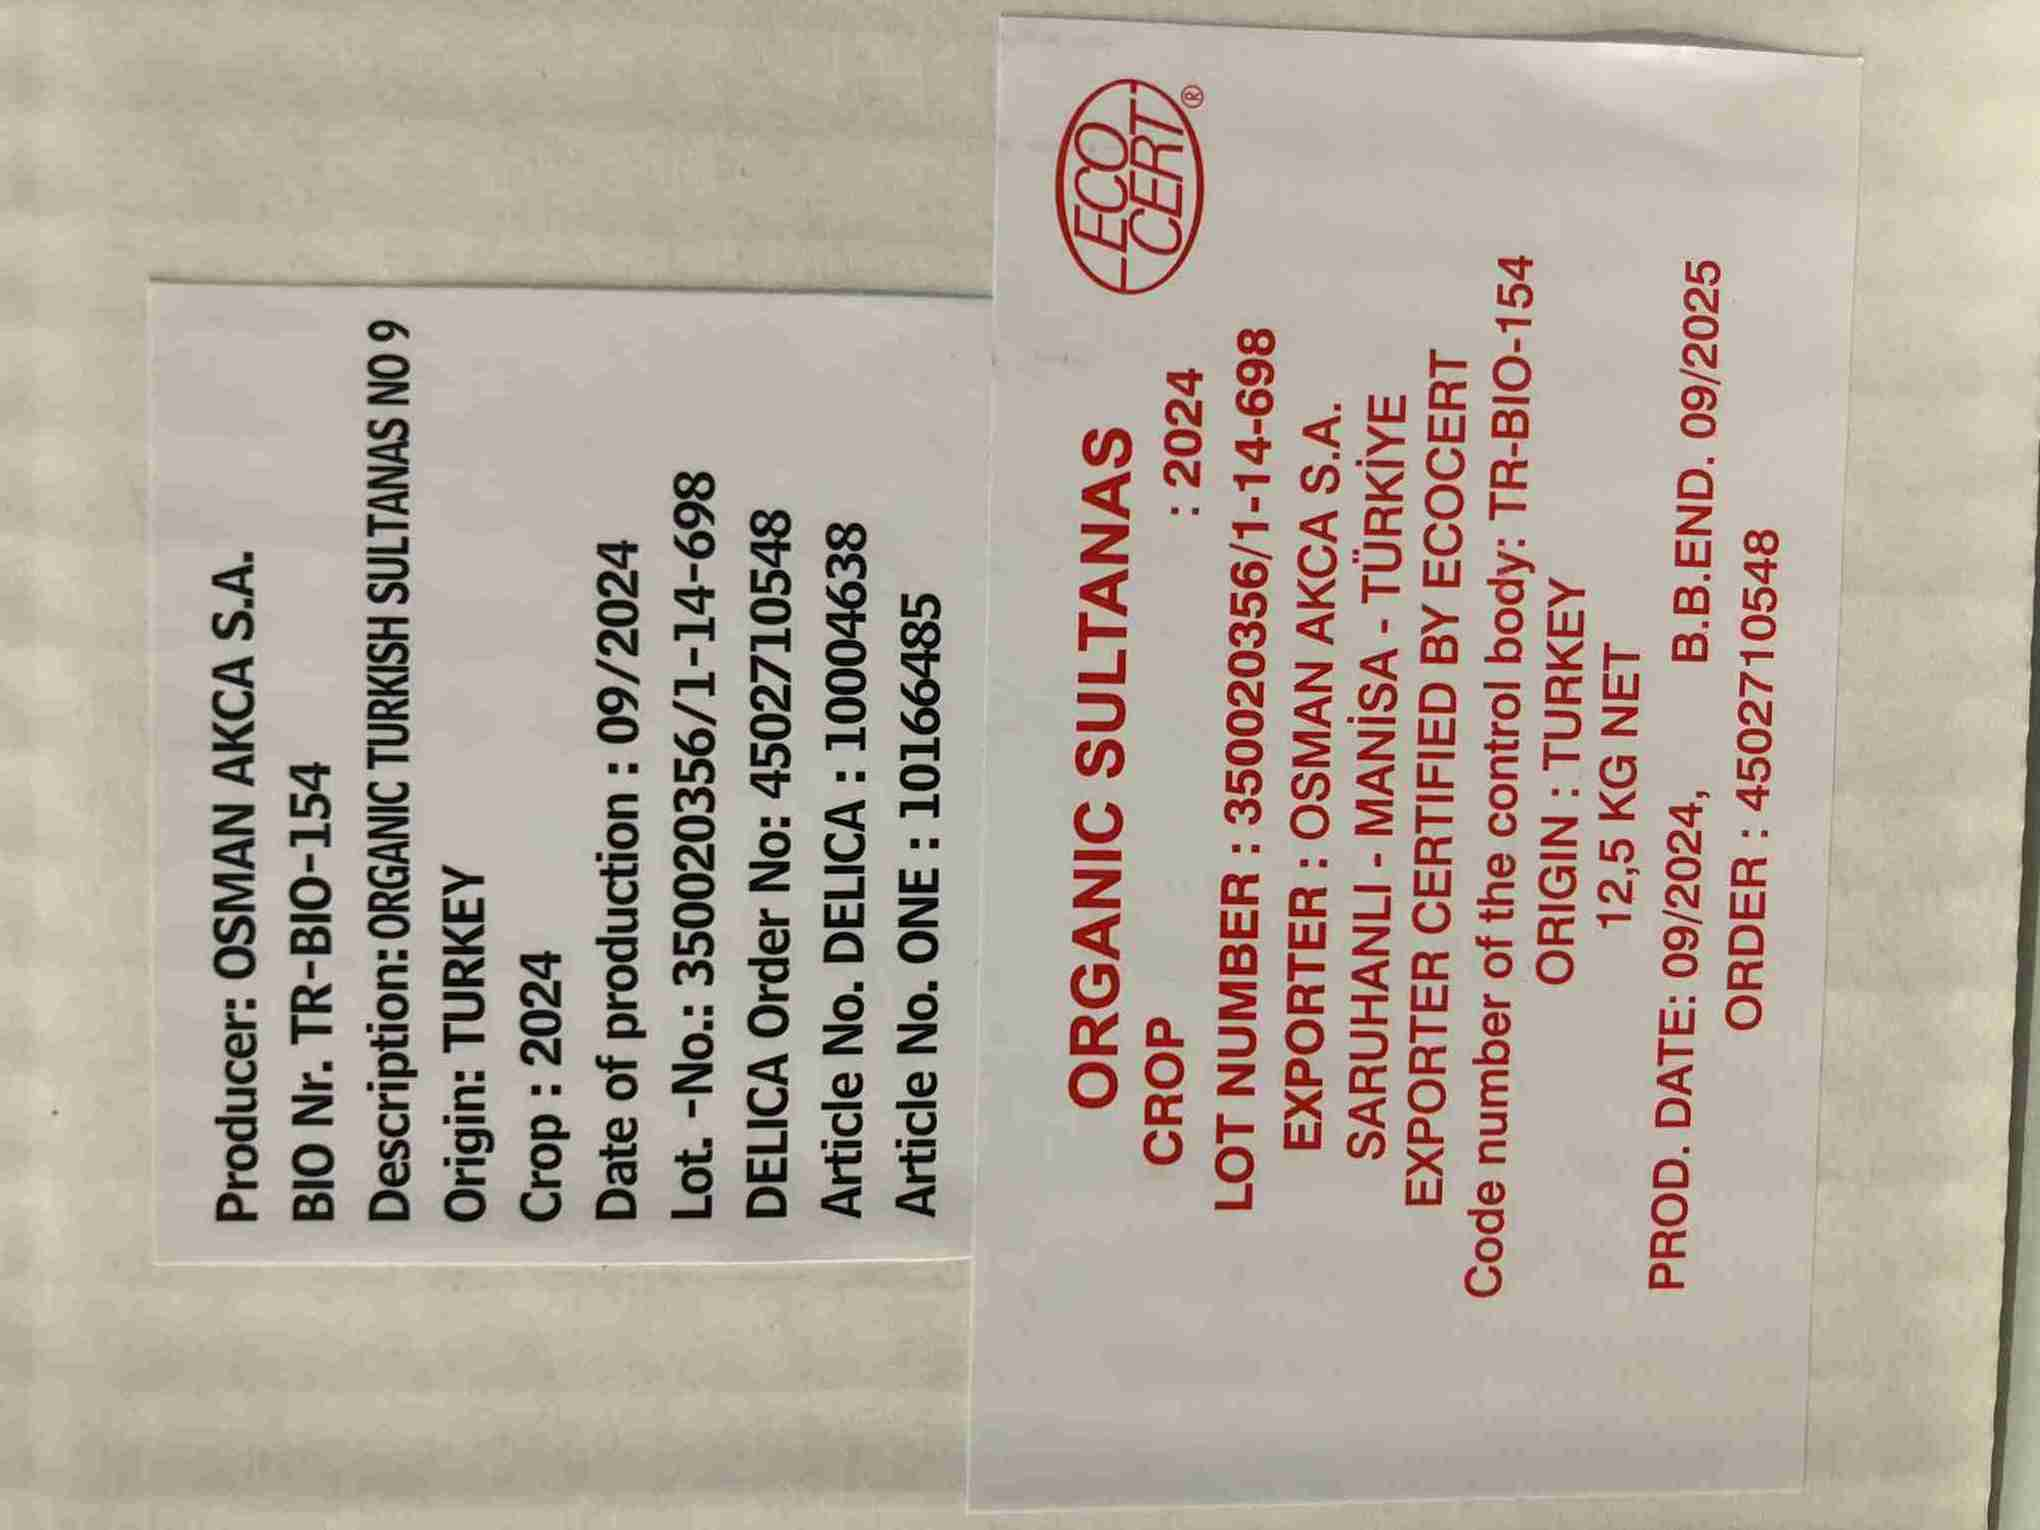 Producer: OSMAN AKCA S.A.
BIO Nr. TR-BIO-154
Description: ORGANIC TURKISH SULTANAS NO 9
Origin: TURKEY
Crop : 2024
Date of production : 09/2024
Lot. -No.: 350020356/1-14-698
DELICA Order No: 4502710548
Article No. DELICA : 10004638
Article No. ONE : 10166485
ECO
CERT®
ORGANIC SULTANAS
CROP : 2024
LOT NUMBER : 350020356/1-14-698
EXPORTER : OSMAN AKCA S.A.
SARUHANLI - MANİSA - TÜRKİYE
EXPORTER CERTIFIED BY ECOCERT
Code number of the control body: TR-BIO-154
ORIGIN : TURKEY
12,5 KG NET
PROD. DATE: 09/2024, B.B.END. 09/2025
ORDER : 4502710548